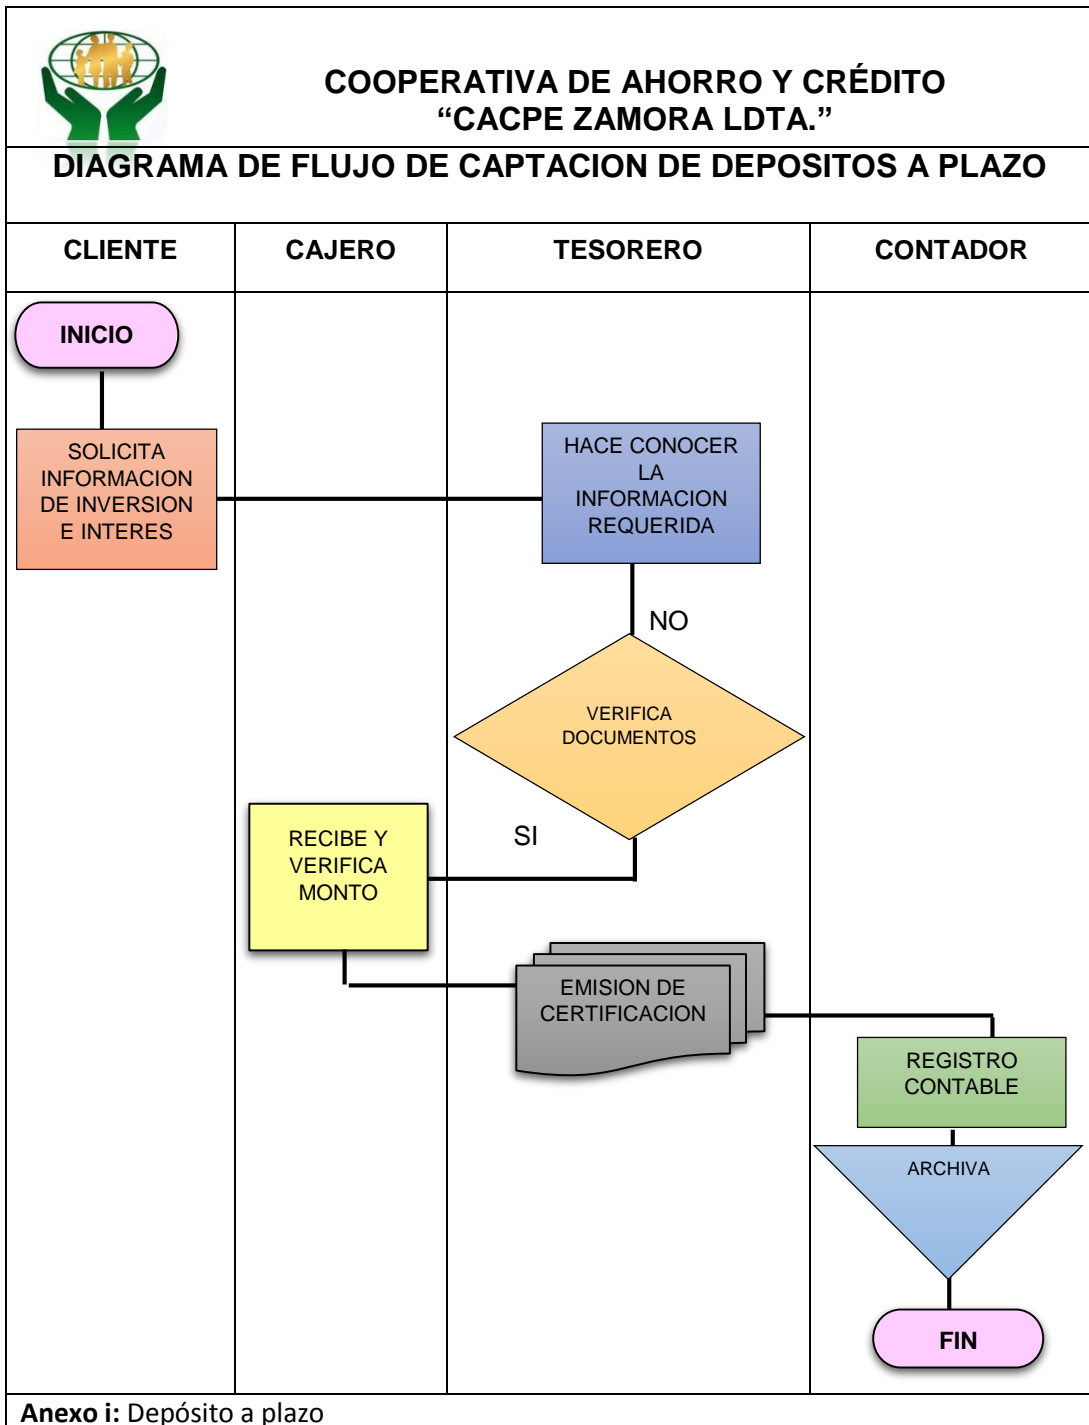 COOPERATIVA DE AHORRO Y CRÉDITO
“CACPE ZAMORA LDTA.”
DIAGRAMA DE FLUJO DE CAPTACION DE DEPOSITOS A PLAZO
CLIENTE
CAJERO
TESORERO
CONTADOR
INICIO
SOLICITA
INFORMACION
DE INVERSION
E INTERES
HACE CONOCER
LA
INFORMACION
REQUERIDA
NO
VERIFICA
DOCUMENTOS
SI
RECIBE Y
VERIFICA
MONTO
EMISION DE
CERTIFICACION
REGISTRO
CONTABLE
ARCHIVA
FIN
Anexo i: Depósito a plazo